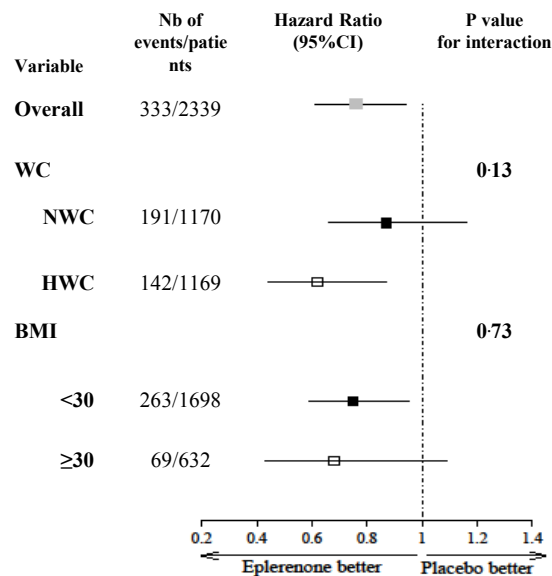 Nb of Hazard Ratio P value
events/patie (95%CI) for interaction
Variable nts
Overall 333/2339
WC 0·13
NWC 191/1170
HWC 142/1169
BMI 0·73
<30 263/1698
≥30 69/632
0.2 0.4 0.6 0.8 1 1.2 1.4
Eplerenone better Placebo better